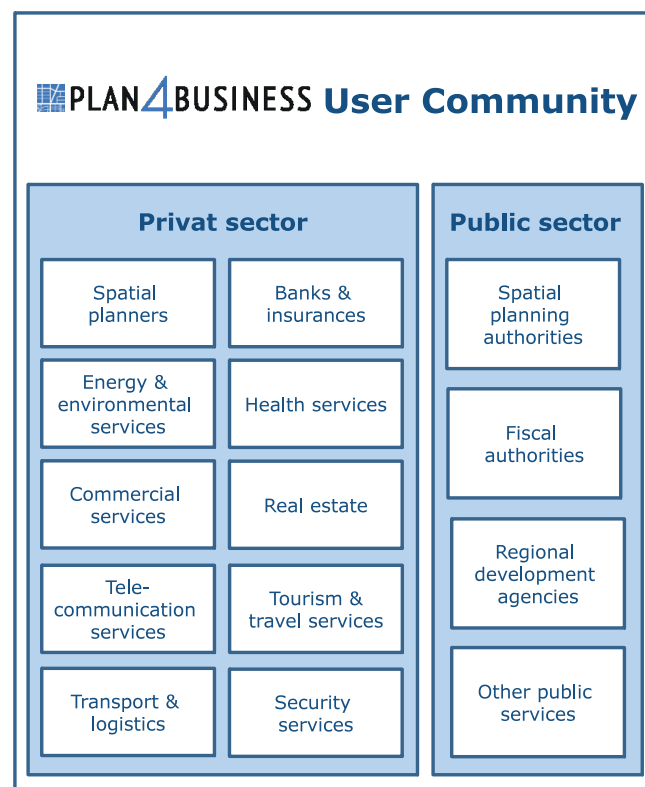 PLAN4BUSINESS User Community
Privat sector
Spatial
planners
Banks &
insurances
Energy &
environmental
services
Health services
Commercial
services
Real estate
Tele-
communication
services
Tourism &
travel services
Transport &
logistics
Security
services
Public sector
Spatial
planning
authorities
Fiscal
authorities
Regional
development
agencies
Other public
services